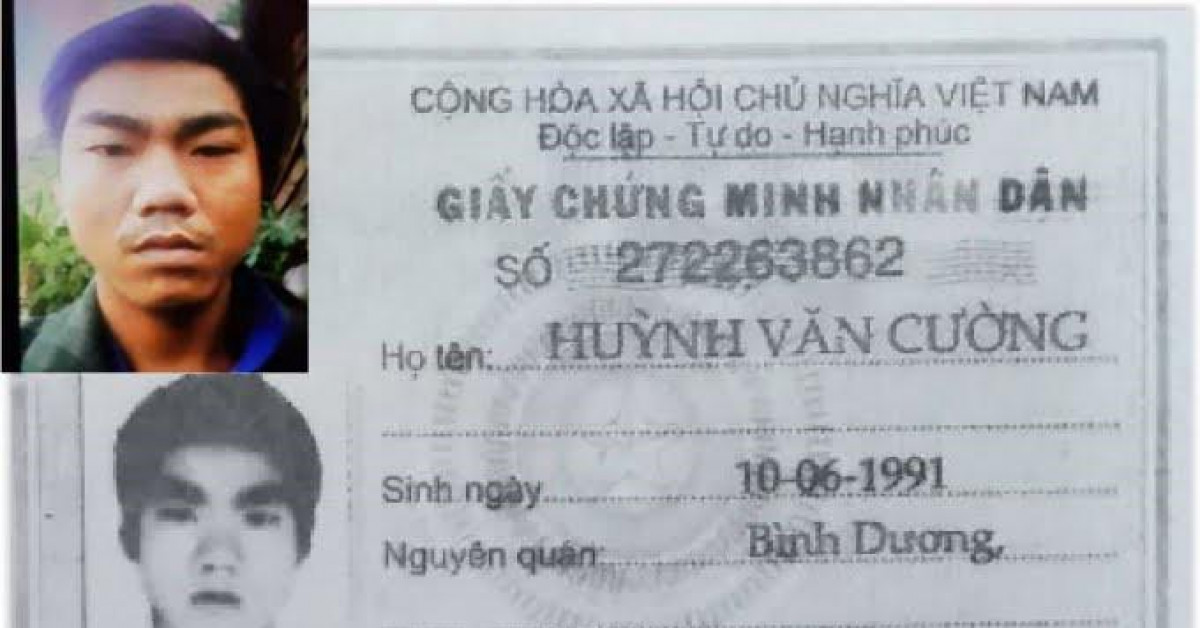 CỘNG HÒA XÃ HỘI CHỦ NGHĨA VIỆT NAM
Độc lập - Tự do - Hạnh phúc
GIẤY CHỨNG MINH NHÂN DÂN
SỐ 272263862
Họ tên: HUỲNH VĂN CƯỜNG
Sinh ngày 10-06-1991
Nguyên quán: Bình Dương,